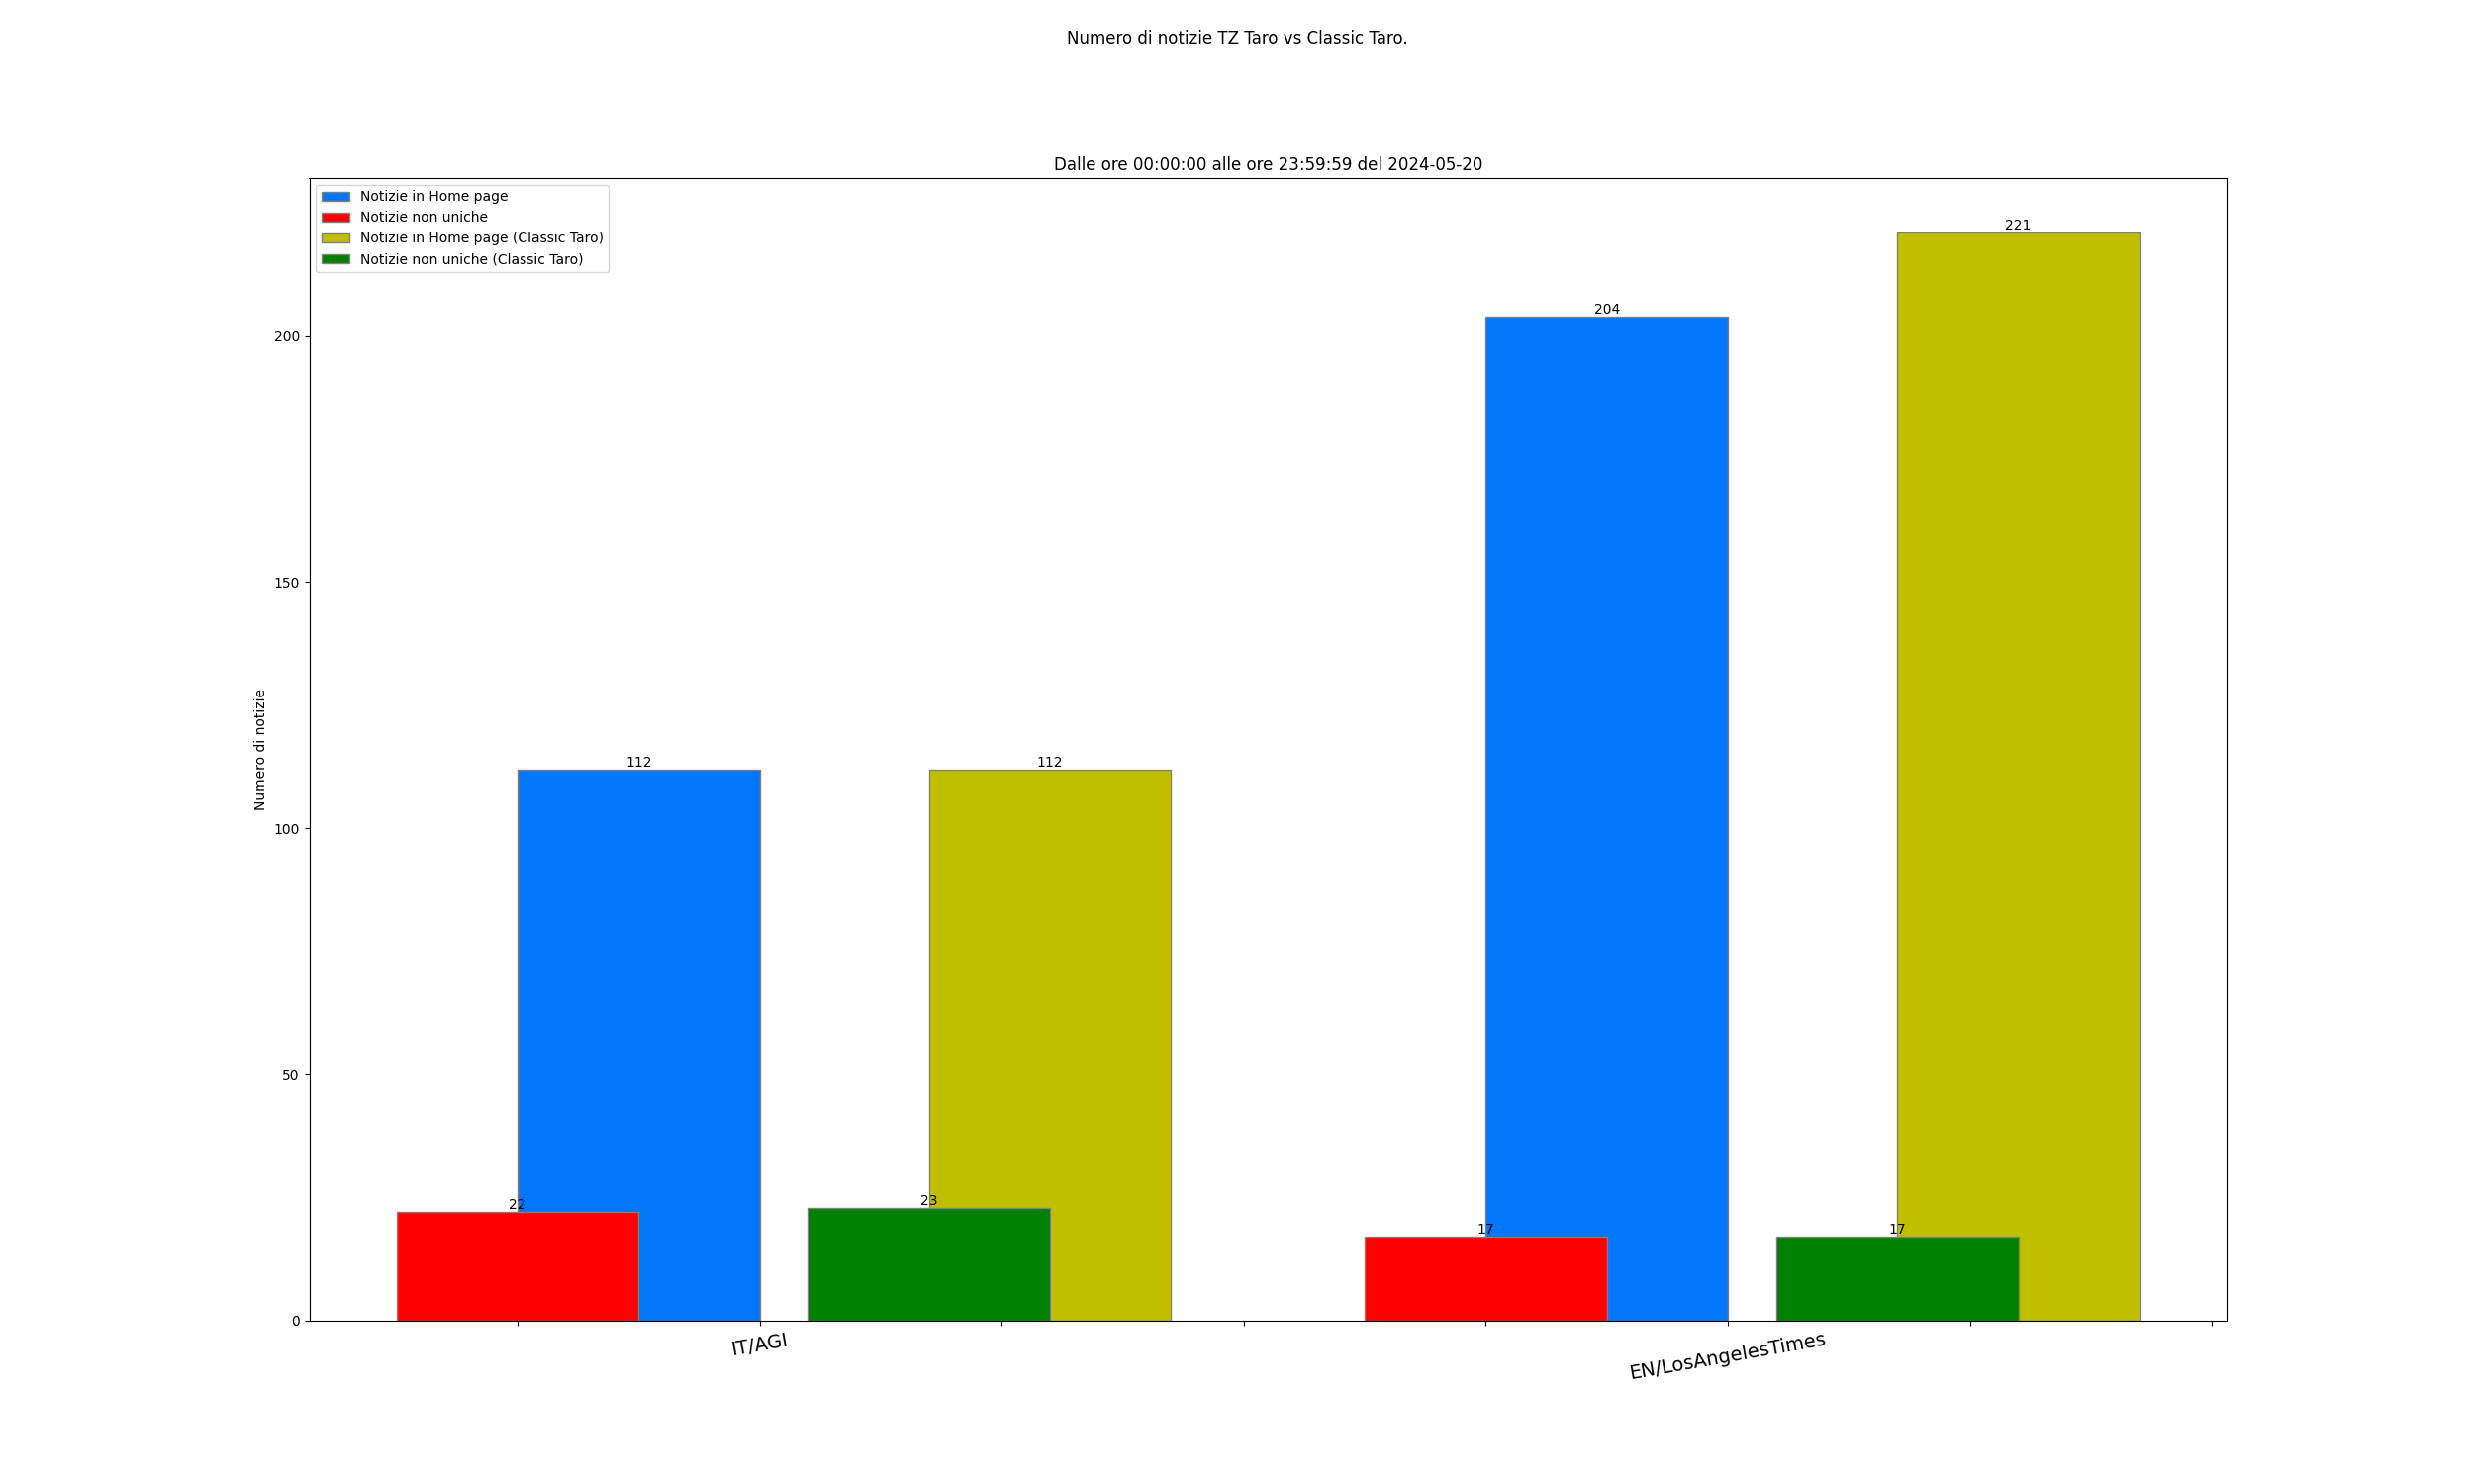 Numero di notizie TZ Taro vs Classic Taro.
Dalle ore 00:00:00 alle ore 23:59:59 del 2024-05-20
Notizie in Home page
Notizie non uniche
Notizie in Home page (Classic Taro)
Notizie non uniche (Classic Taro)
Numero di notizie
200
150
100
50
0
112
112
204
221
22
23
17
17
IT/AGI
EN/LosAngelesTimes